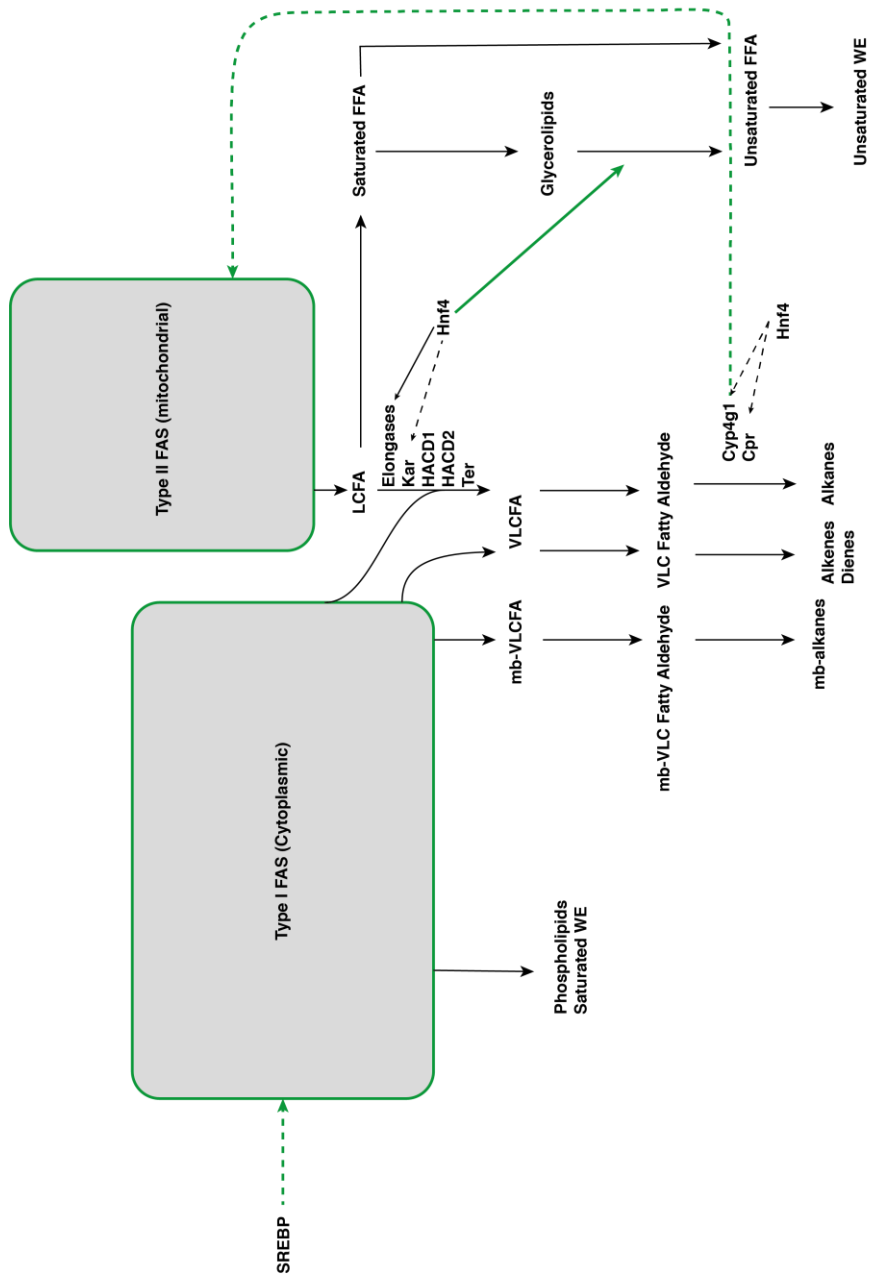 SREBP
Type I FAS (Cytoplasmic)
Type II FAS (mitochondrial)
Phospholipids
Saturated WE
LCFA
Saturated FFA
Elongases
Kar
HACD1
HACD2
Ter
Hnf4
Glycerolipids
mb-VLCFA
VLCFA
mb-VLC Fatty Aldehyde
VLC Fatty Aldehyde
Cyp4g1
Cpr
Hnf4
Unsaturated FFA
mb-alkanes
Alkenes
Dienes
Alkanes
Unsaturated WE